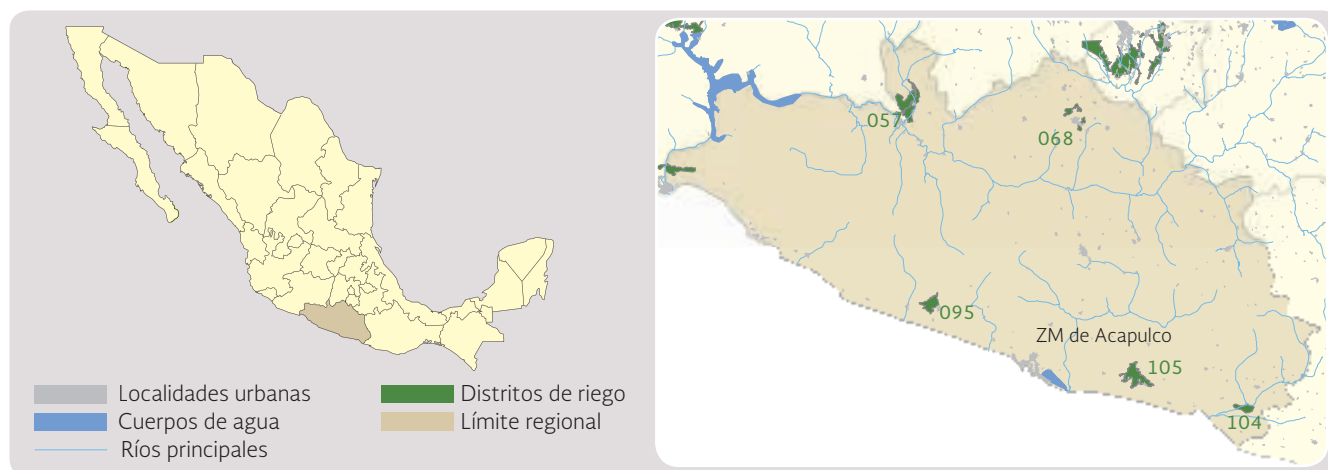 057
068
095
ZM de Acapulco
105
104
Localidades urbanas
Distritos de riego
Cuerpos de agua
Límite regional
Ríos principales